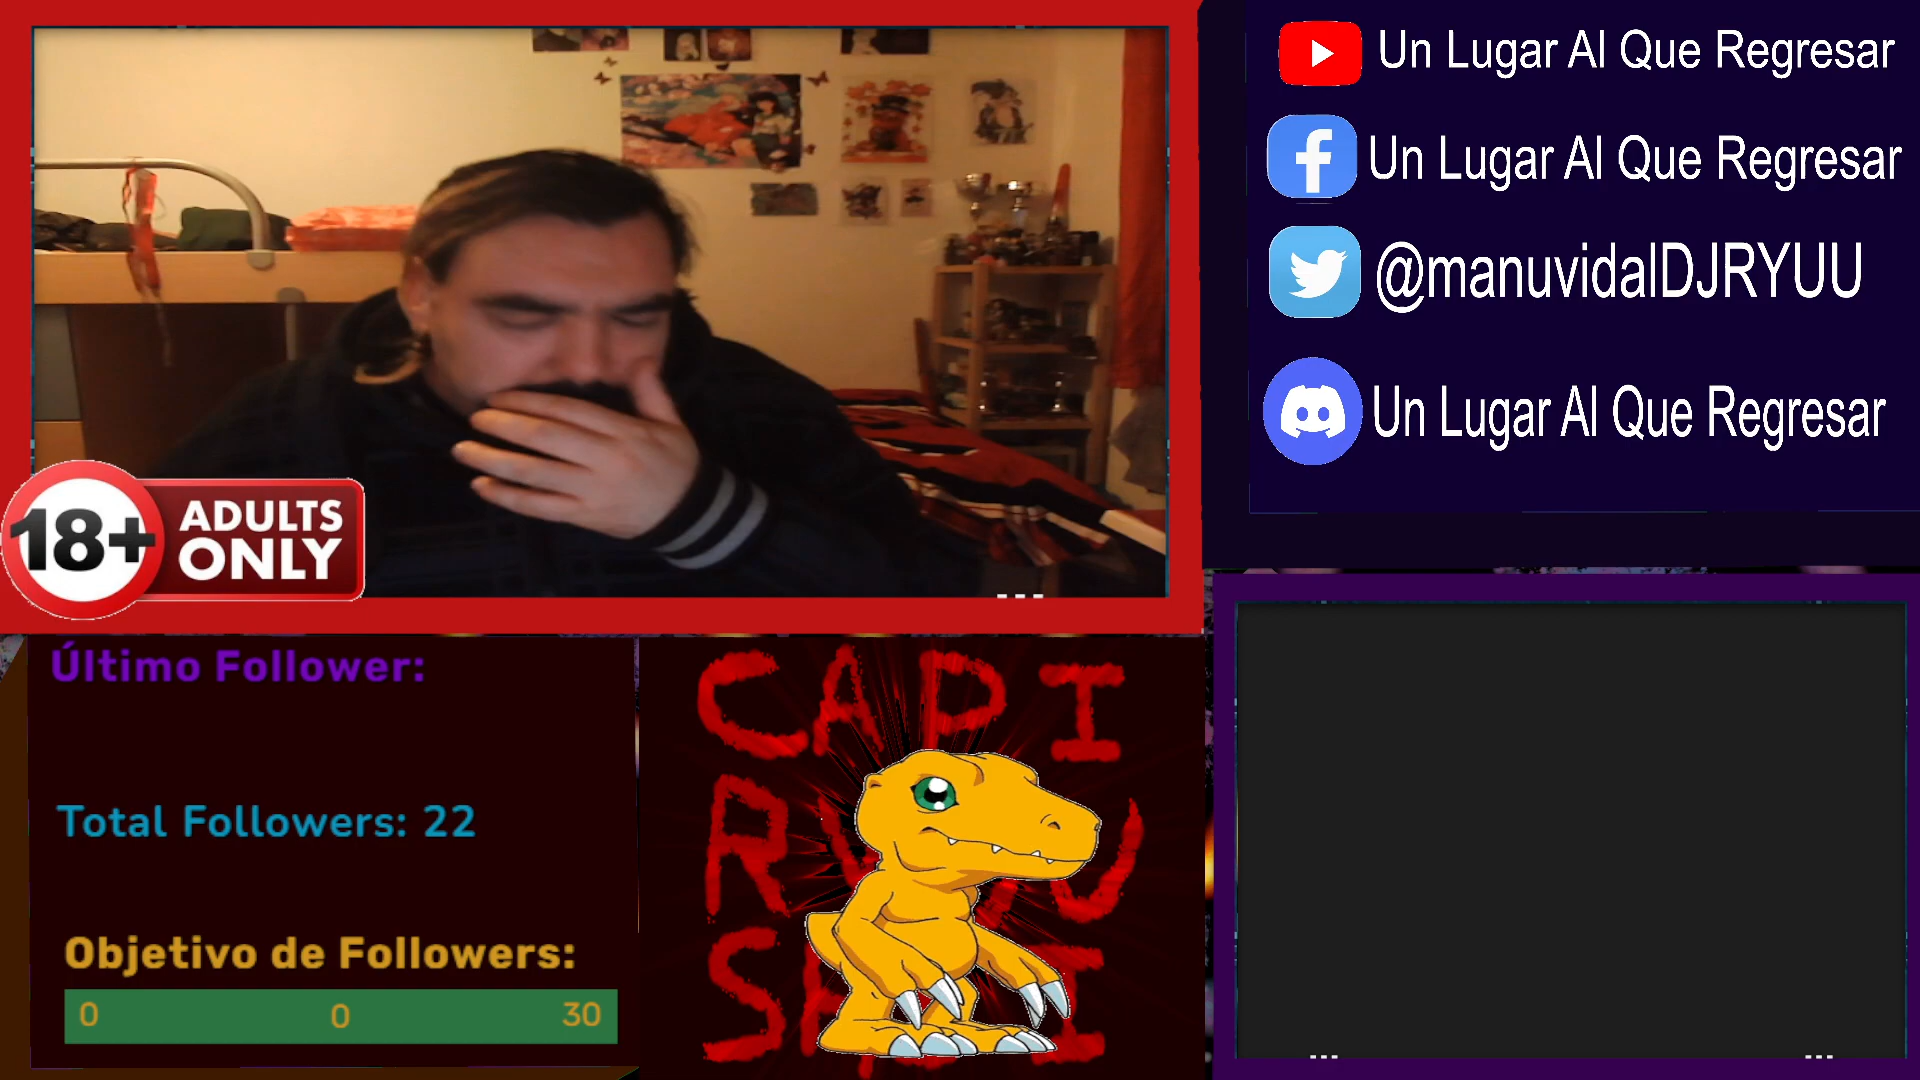 Un Lugar Al Que Regresar
Un Lugar Al Que Regresar
@manuvidalDJRYUU
Un Lugar Al Que Regresar
18+ ADULTS
ONLY
Último Follower:
Total Followers: 22
Objetivo de Followers:
0 0 30
CAPI